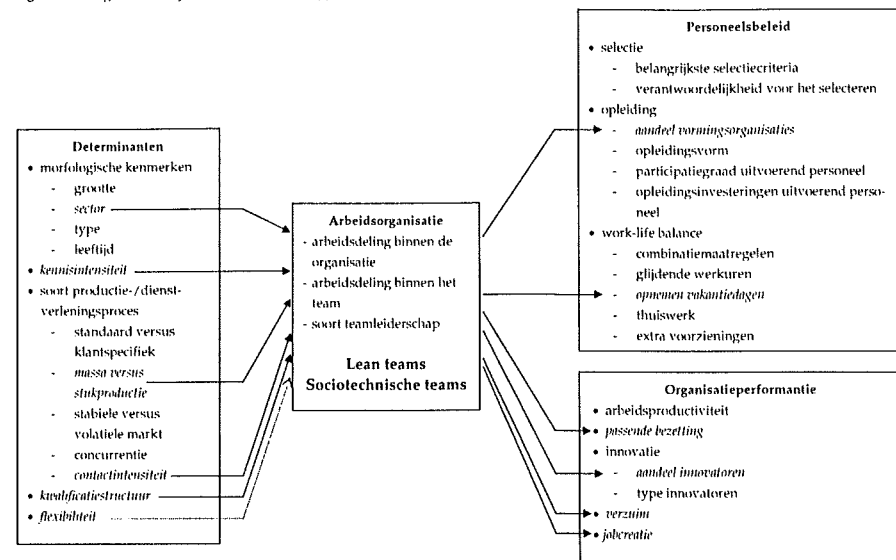 Determinanten
• morfologische kenmerken
- grootte
- sector
- type
- leeftijd
• kennisintensiteit
• soort productie-/dienst-
verleningsproces
- standaard versus
klantspecifiek
- massa versus
stukproductie
- stabiele versus
volatiele markt
- concurrentie
- contactintensiteit
• kwalificatiestructuur
• flexibiliteit
Arbeidsorganisatie
- arbeidsdeling binnen de
organisatie
- arbeidsdeling binnen het
team
- soort teamleiderschap
Lean teams
Sociotechnische teams
Personeelsbeleid
• selectie
- belangrijkste selectiecriteria
- verantwoordelijkheid voor het selecteren
• opleiding
- aandeel vormingsorganisaties
- opleidingsvorm
- participatiegraad uitvoerend personeel
- opleidingsinvesteringen uitvoerend perso-
neel
• work-life balance
- combinatiemaatregelen
- glijdende werkuren
- opnemen vakantiedagen
- thuiswerk
- extra voorzieningen
Organisatieperformantie
• arbeidsproductiviteit
• passende bezetting
• innovatie
- aandeel innovatoren
- type innovatoren
• verzuim
• jobcreatie